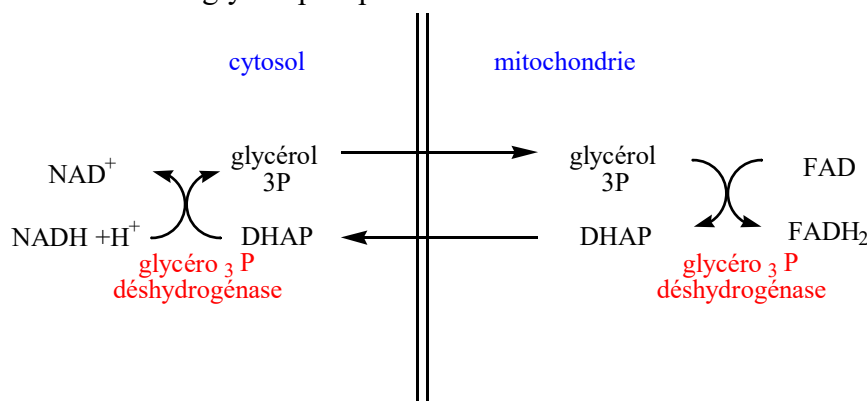 cytosol
mitochondrie
NAD+
glycérol
3P
glycérol
3P
FAD
NADH +H+
DHAP
DHAP
FADH2
glycéro 3 P
déshydrogénase
glycéro 3 P
déshydrogénase